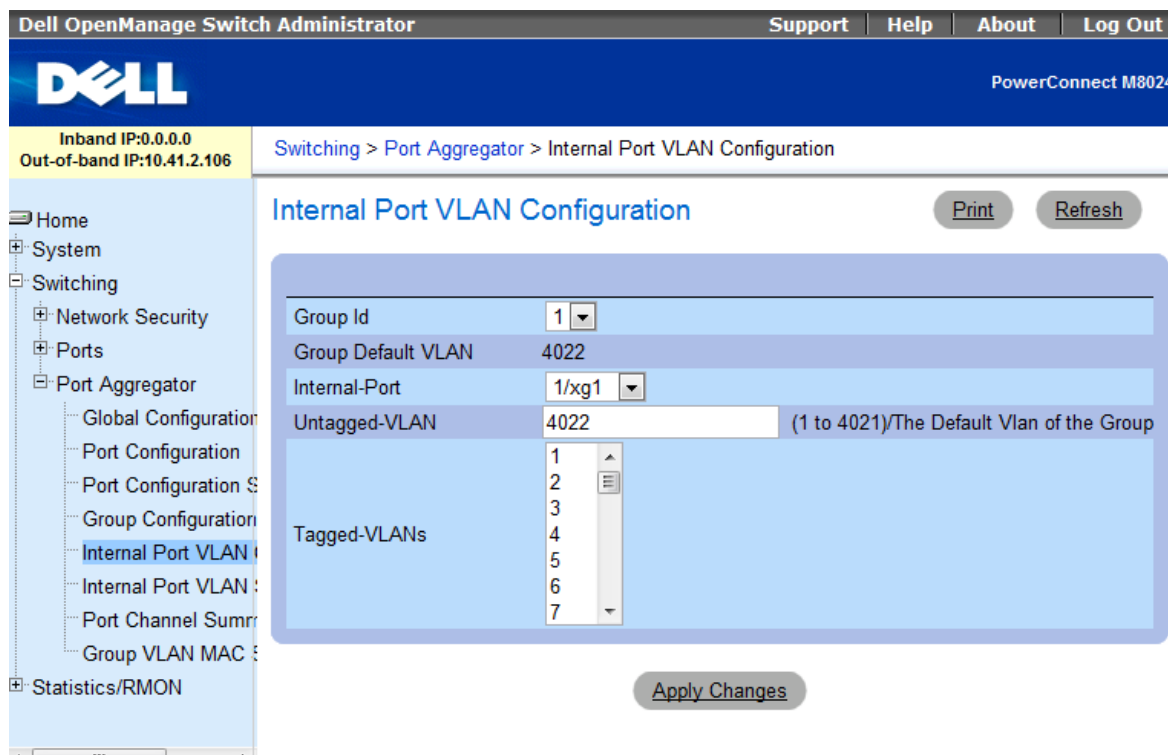 Dell OpenManage Switch Administrator Support Help About Log Out
DELL
PowerConnect M8024
Inband IP:0.0.0.0
Out-of-band IP:10.41.2.106
Switching > Port Aggregator > Internal Port VLAN Configuration
Home
System
Switching
Network Security
Ports
Port Aggregator
Global Configuration
Port Configuration
Port Configuration S
Group Configuration
Internal Port VLAN
Internal Port VLAN
Port Channel Summ
Group VLAN MAC
Statistics/RMON
Internal Port VLAN Configuration
Print Refresh
Group Id 1
Group Default VLAN 4022
Internal-Port 1/xg1
Untagged-VLAN 4022 (1 to 4021)/The Default Vlan of the Group
Tagged-VLANs
1
2
3
4
5
6
7
Apply Changes